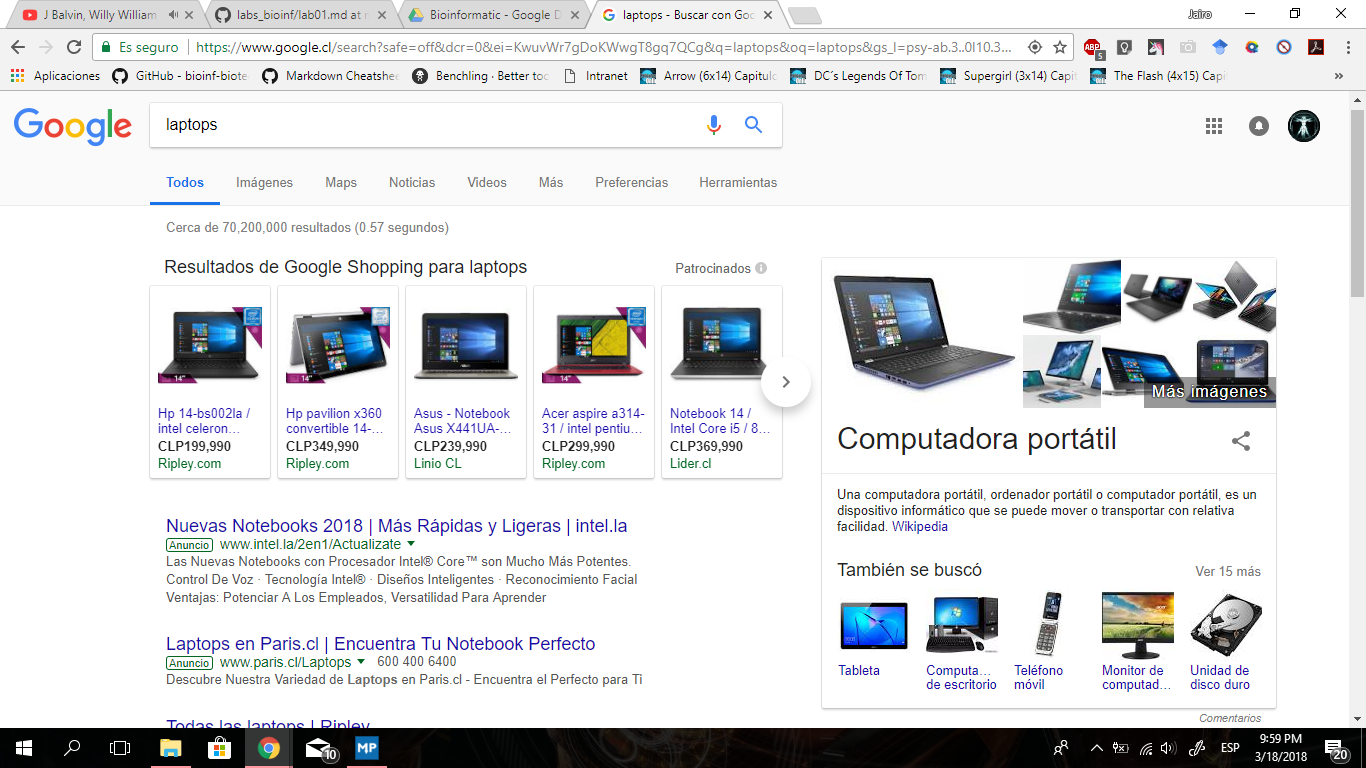 J Balvin, Willy William
labs_bioinf/lab01.md at m
Bioinformatic - Google D
laptops - Buscar con Goo
Jairo
Es seguro
https://www.google.cl/search?safe=off&dcr=0&ei=KwuvWr7gDoKWwgT8gq7QCg&q=laptops&oq=laptops&gs_l=psy-ab.3..0l10.3...
ABP
5
Aplicaciones
GitHub - bioinf-biote
Markdown Cheatshee
Benchling · Better too
Intranet
Arrow (6x14) Capitulo
DC´s Legends Of Tom
Supergirl (3x14) Capi
The Flash (4x15) Capi
Google
laptops
Todos
Imágenes
Maps
Noticias
Videos
Más
Preferencias
Herramientas
Cerca de 70,200,000 resultados (0.57 segundos)
Resultados de Google Shopping para laptops
Patrocinados
14"
Hp 14-bs002la /
intel celeron…
CLP199,990
Ripley.com
14"
Hp pavilion x360
convertible 14-…
CLP349,990
Ripley.com
Asus - Notebook
Asus X441UA-…
CLP239,990
Linio CL
14"
Acer aspire a314-
31 / intel pentiu…
CLP299,990
Ripley.com
Notebook 14 /
Intel Core i5 / 8…
CLP369,990
Lider.cl
Nuevas Notebooks 2018 | Más Rápidas y Ligeras | intel.la
Anuncio www.intel.la/2en1/Actualizate
Las Nuevas Notebooks con Procesador Intel® Core™ son Mucho Más Potentes.
Control De Voz · Tecnología Intel® · Diseños Inteligentes · Reconocimiento Facial
Ventajas: Potenciar A Los Empleados, Versatilidad Para Aprender
Laptops en Paris.cl | Encuentra Tu Notebook Perfecto
Anuncio www.paris.cl/Laptops 600 400 6400
Descubre Nuestra Variedad de Laptops en Paris.cl - Encuentra el Perfecto para Ti
Todas las laptops | Ripley
Más imágenes
Computadora portátil
Una computadora portátil, ordenador portátil o computador portátil, es un
dispositivo informático que se puede mover o transportar con relativa
facilidad. Wikipedia
También se buscó
Ver 15 más
Tableta
Computa…
de escritorio
Teléfono
móvil
Monitor de
computad…
Unidad de
disco duro
Comentarios
10
MP
ESP
9:59 PM
3/18/2018
20